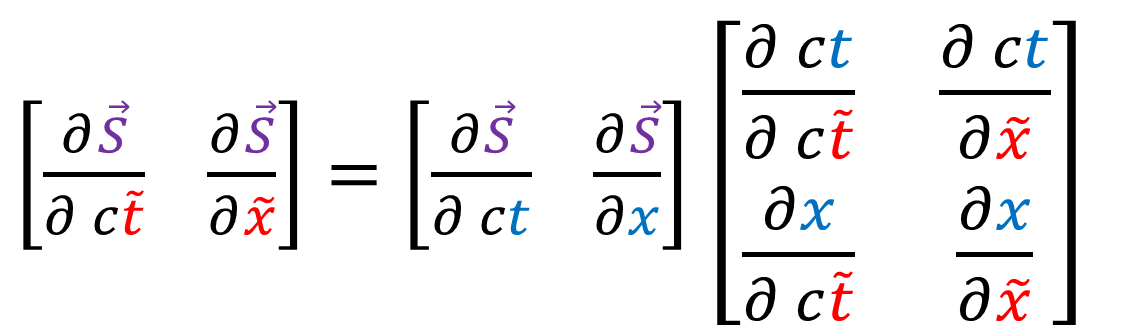 [∂S⃗/∂ ct̃ ∂S⃗/∂x̃] = [∂S⃗/∂ ct ∂S⃗/∂x] [∂ ct/∂ ct̃ ∂ ct/∂x̃
∂x/∂ ct̃ ∂x/∂x̃]